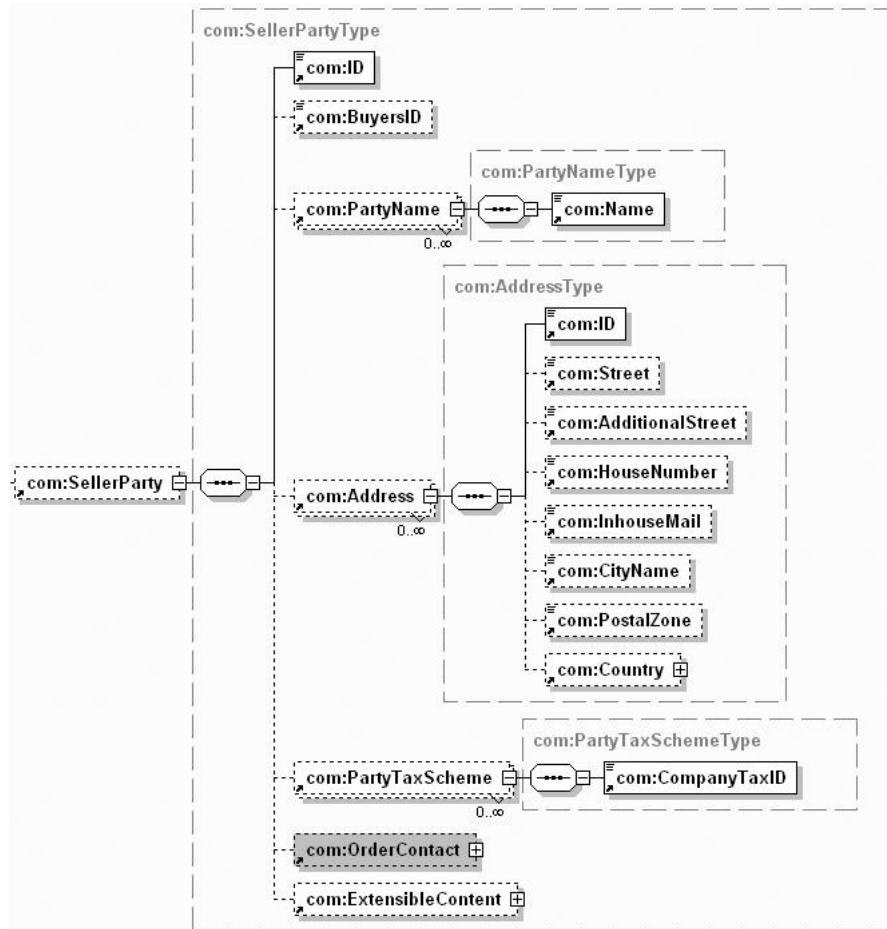 com:SellerPartyType
com:ID
com:BuyersID
com:PartyNameType
com:PartyName
com:Name
0..∞
com:AddressType
com:ID
com:Street
com:AdditionalStreet
com:HouseNumber
com:SellerParty
com:Address
0..∞
com:InhouseMail
com:CityName
com:PostalZone
com:Country
com:PartyTaxSchemeType
com:PartyTaxScheme
com:CompanyTaxID
0..∞
com:OrderContact
com:ExtensibleContent